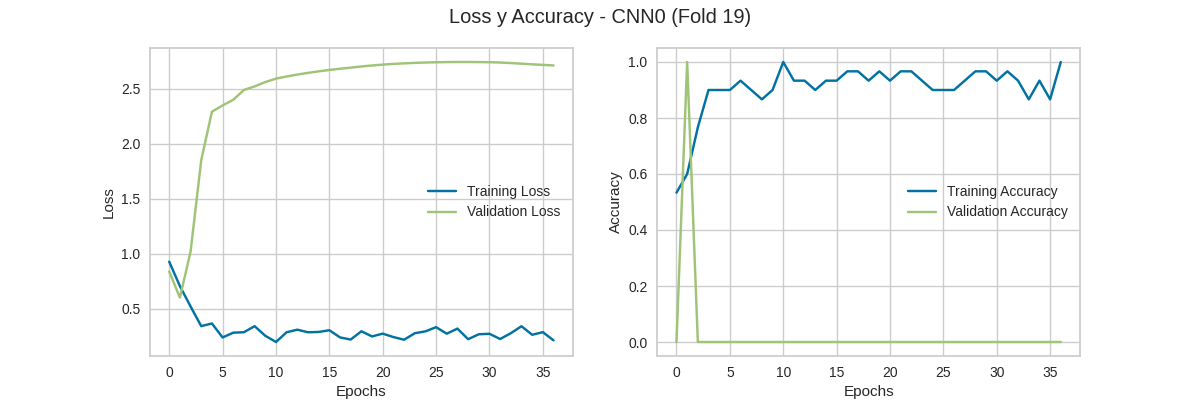 Loss y Accuracy - CNN0 (Fold 19)
Loss
2.5
2.0
1.5
1.0
0.5
Training Loss
Validation Loss
0 5 10 15 20 25 30 35
Epochs
Accuracy
1.0
0.8
0.6
0.4
0.2
0.0
Training Accuracy
Validation Accuracy
0 5 10 15 20 25 30 35
Epochs